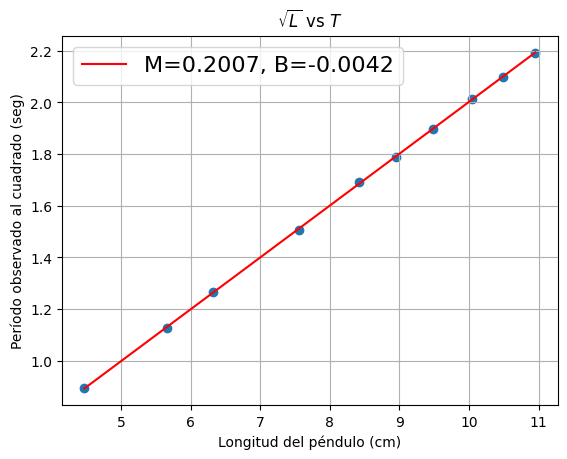 √L vs T
M=0.2007, B=-0.0042
Período observado al cuadrado (seg)
2.2
2.0
1.8
1.6
1.4
1.2
1.0
5 6 7 8 9 10 11
Longitud del péndulo (cm)